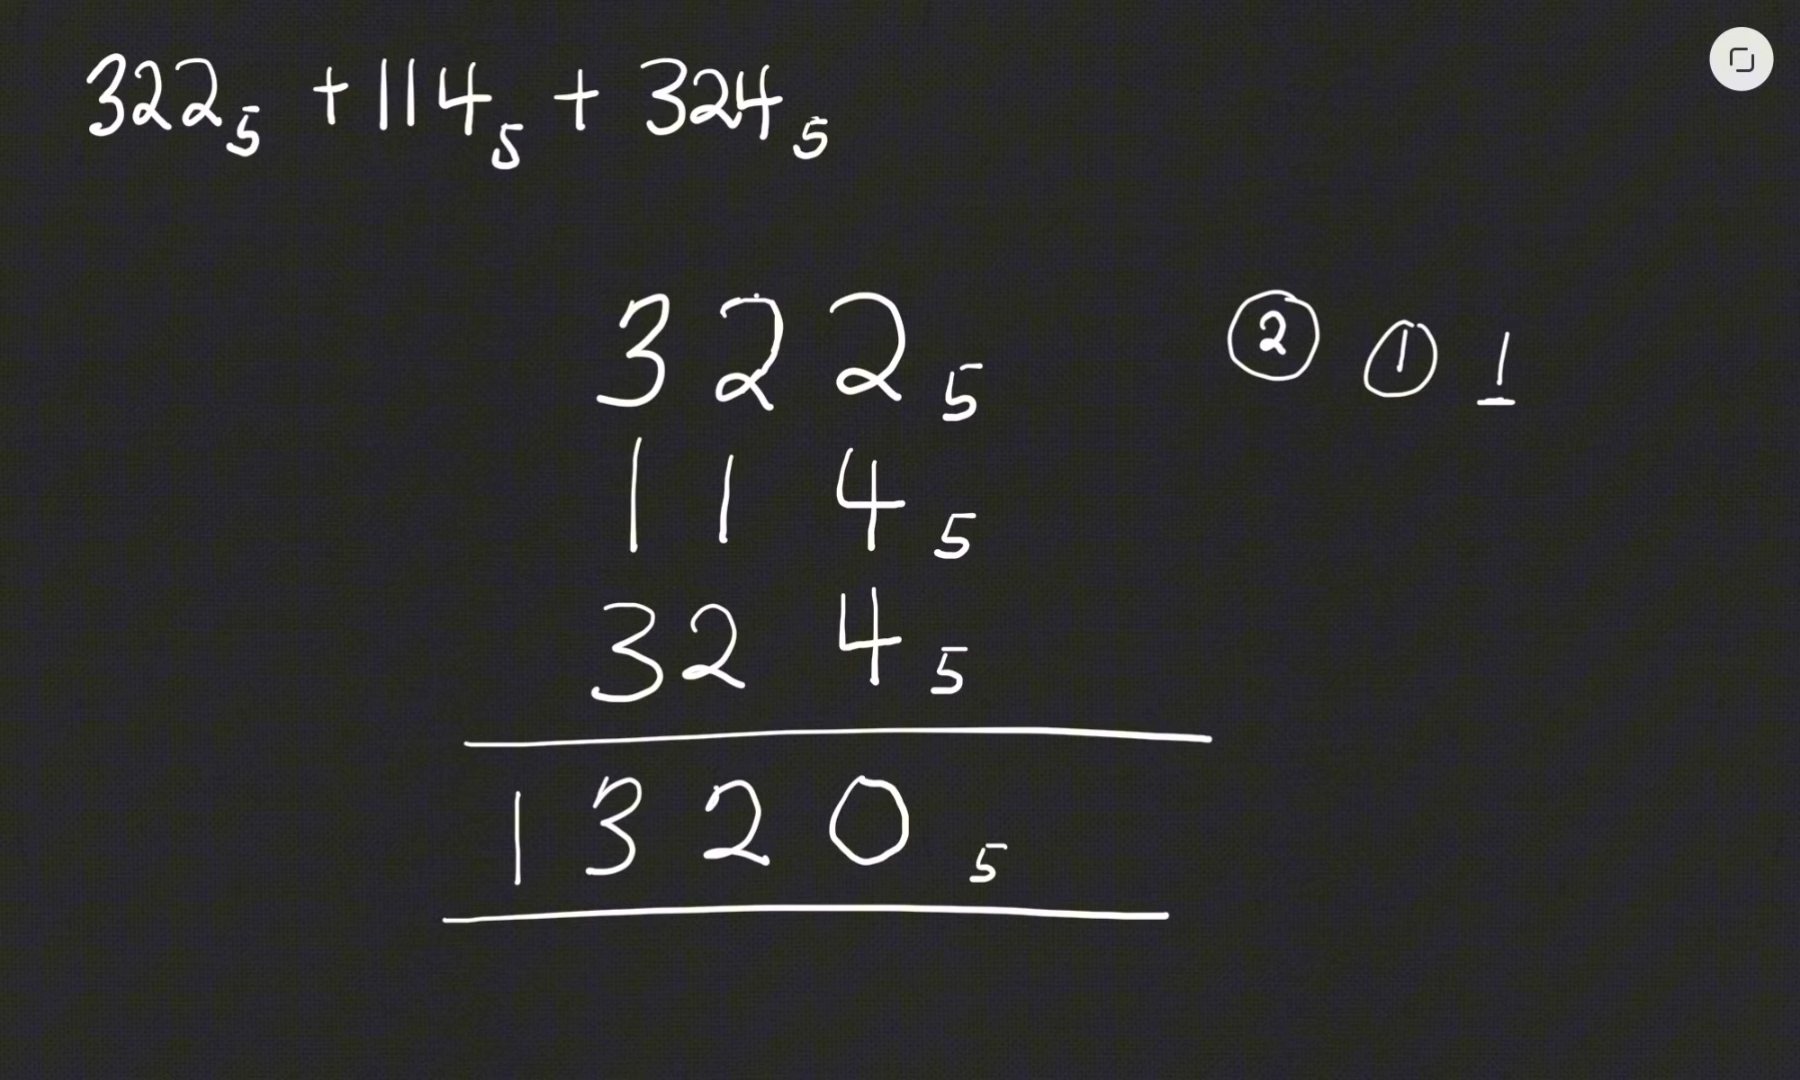 322₅ + 114₅ + 324₅
322₅ ② ① 1
114₅
324₅
1320₅